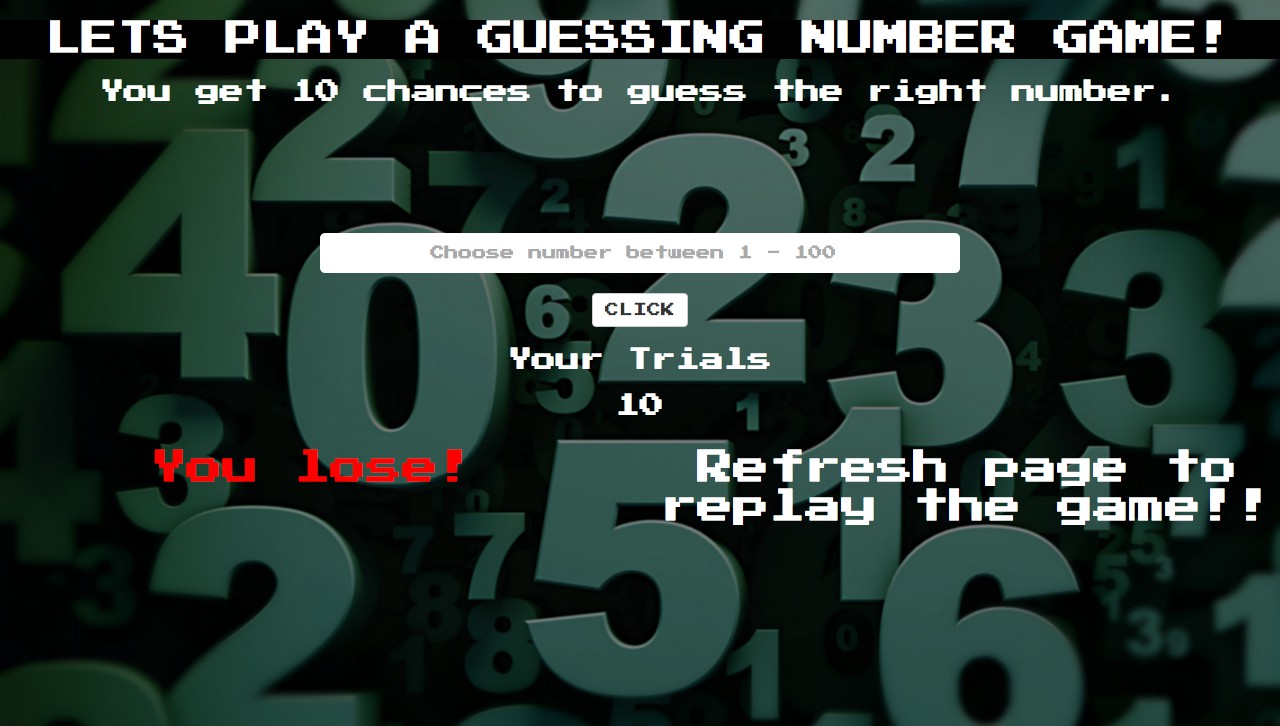 LETS PLAY A GUESSING NUMBER GAME!
You get 10 chances to guess the right number.
Choose number between 1 - 100
CLICK
Your Trials
10
You lose!
Refresh page to
replay the game!!